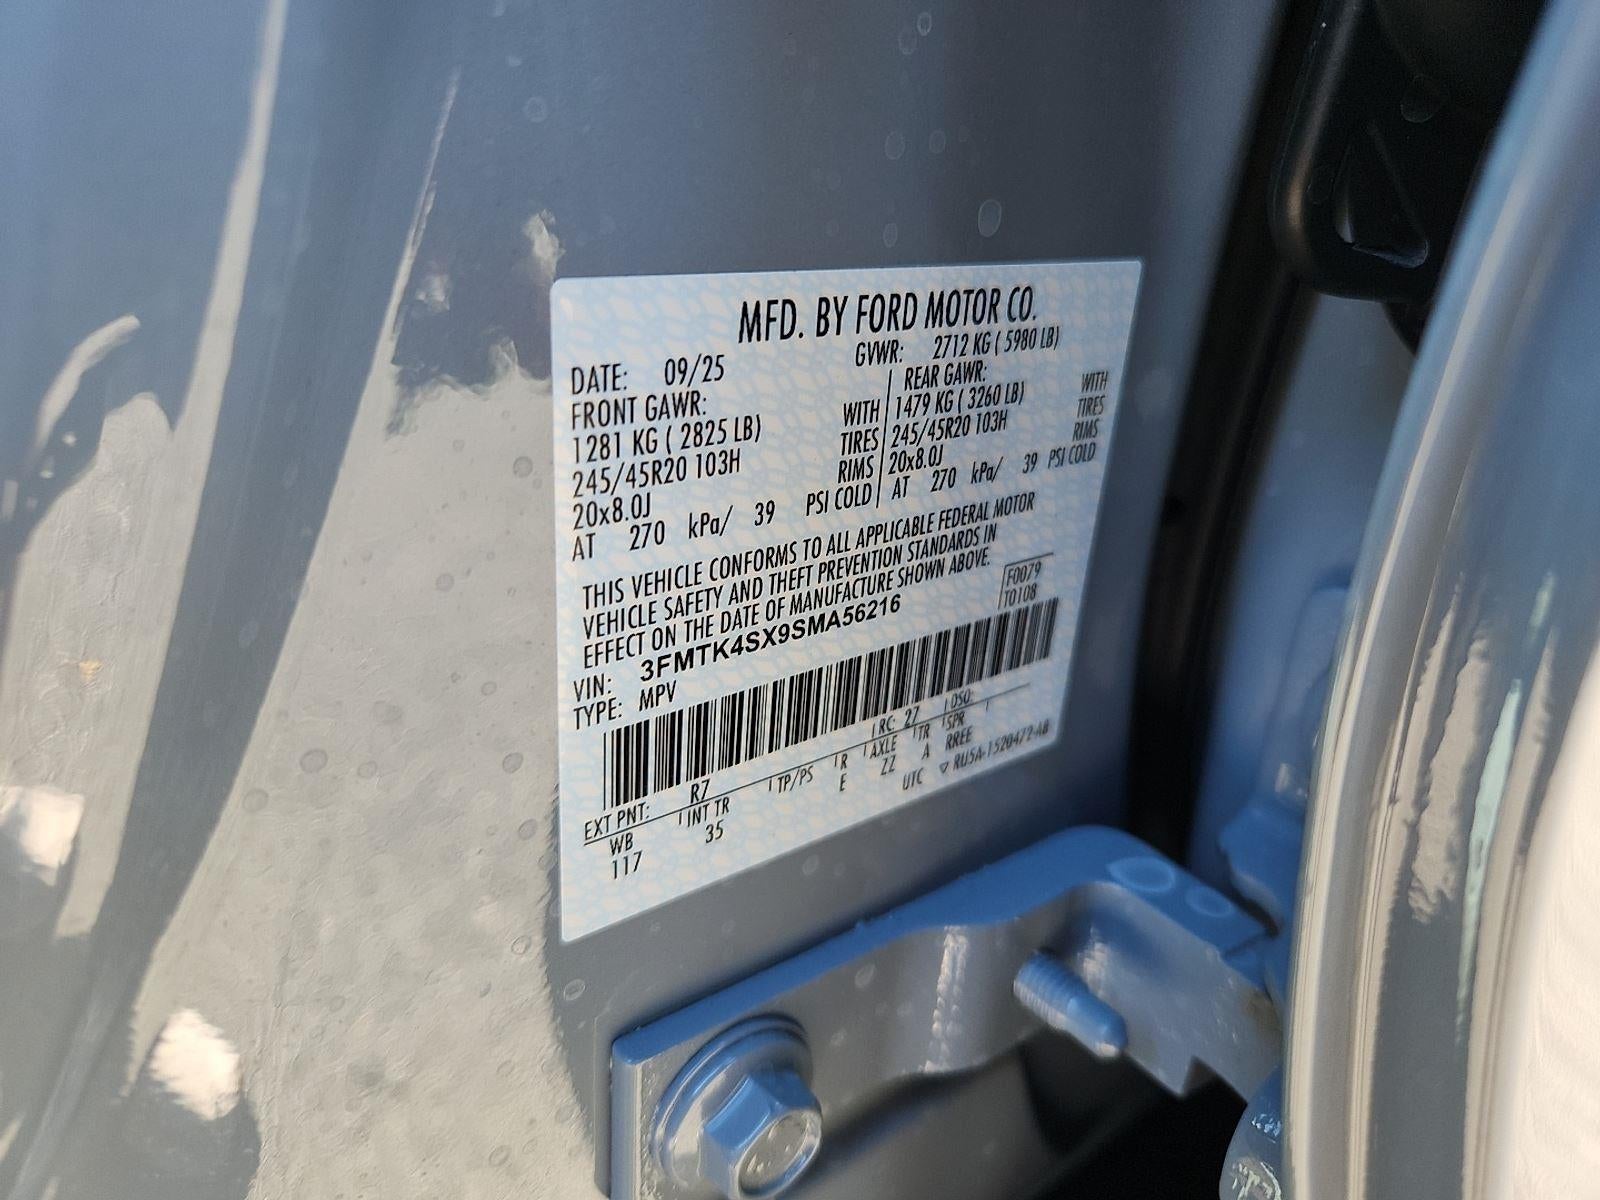 MFD. BY FORD MOTOR CO.
DATE: 09/25 GVWR: 2712 KG ( 5980 LB)
FRONT GAWR: REAR GAWR:
1281 KG ( 2825 LB) WITH 1479 KG ( 3260 LB) WITH
245/45R20 103H TIRES 245/45R20 103H TIRES
20x8.0J RIMS 20x8.0J RIMS
AT 270 kPa/ 39 PSI COLD AT 270 kPa/ 39 PSI COLD
THIS VEHICLE CONFORMS TO ALL APPLICABLE FEDERAL MOTOR
VEHICLE SAFETY AND THEFT PREVENTION STANDARDS IN
EFFECT ON THE DATE OF MANUFACTURE SHOWN ABOVE.
F0079
T0108
VIN: 3FMTK4SX9SMA56216
TYPE: MPV
EXT PNT: R7 RC: 27 DSO:
WB INT TR TP/PS R AXLE TR SPR
117 35 E ZZ A RREE
UTC ▽ RU5A-1520472-AB